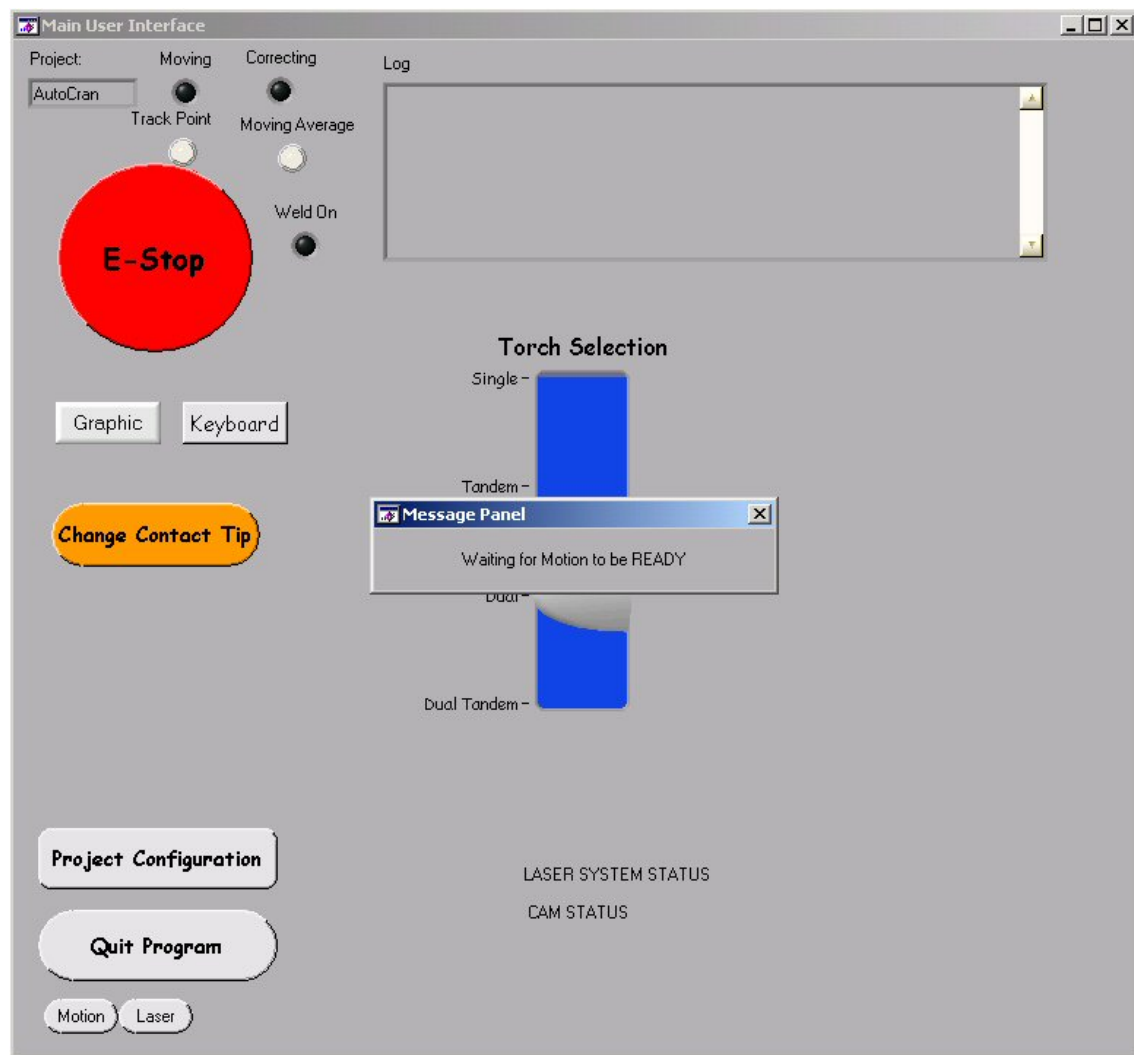 Main User Interface
Project: Moving Correcting
Log
AutoCran
Track Point Moving Average
Weld On
E-Stop
Torch Selection
Single
Graphic Keyboard
Tandem
Message Panel
Change Contact Tip
Waiting for Motion to be READY
Dual
Dual Tandem
Project Configuration
LASER SYSTEM STATUS
CAM STATUS
Quit Program
Motion Laser